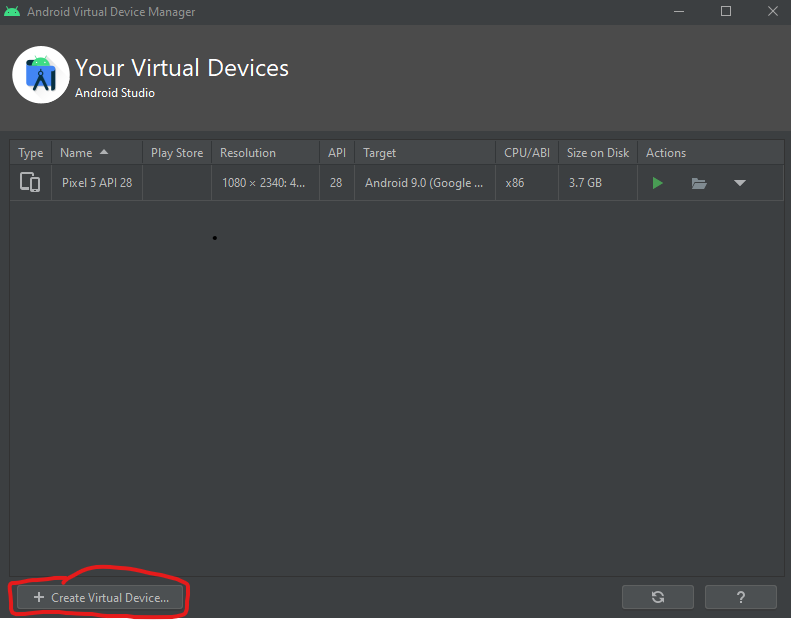 Android Virtual Device Manager
Your Virtual Devices
Android Studio
Type Name Play Store Resolution API Target CPU/ABI Size on Disk Actions
Pixel 5 API 28 1080 × 2340: 4... 28 Android 9.0 (Google ... x86 3.7 GB
+ Create Virtual Device... ?